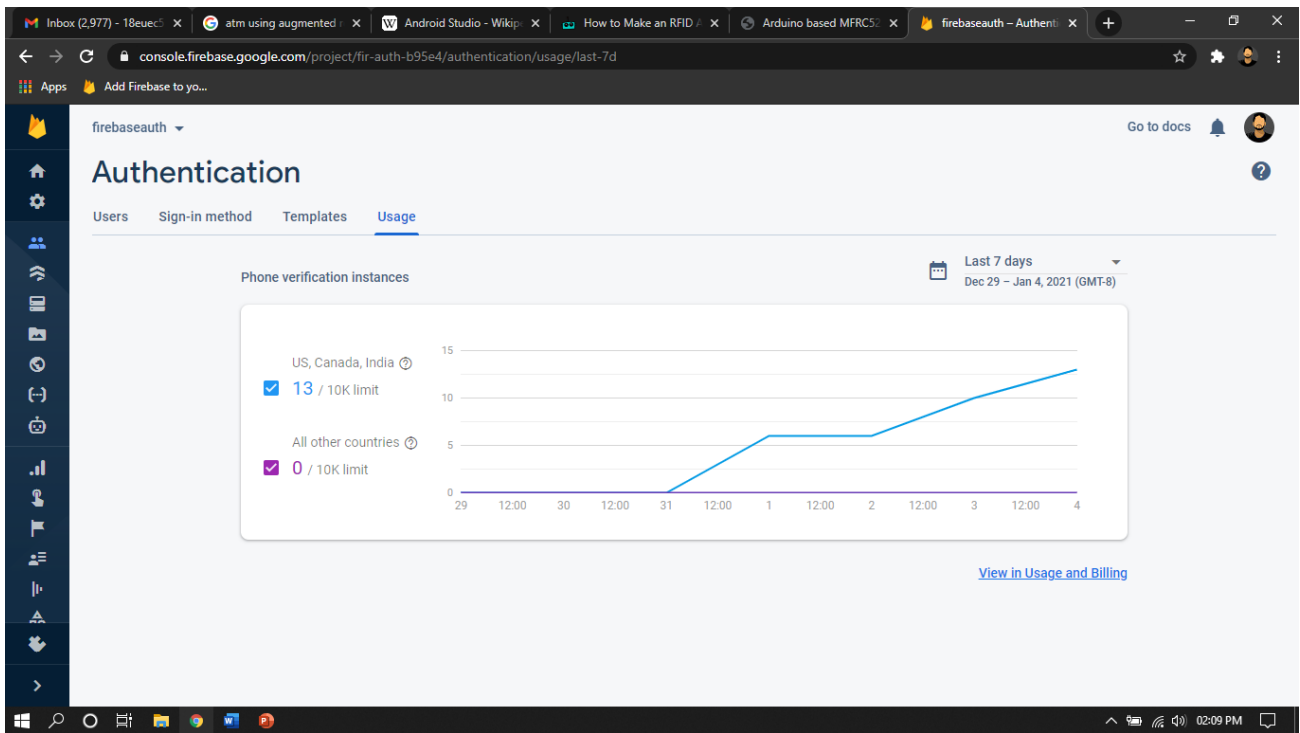 Inbox (2,977) - 18euec5
atm using augmented r
W Android Studio - Wikip
How to Make an RFID A
Arduino based MFRC52
firebaseauth – Authenti
console.firebase.google.com/project/fir-auth-b95e4/authentication/usage/last-7d
Apps
Add Firebase to yo...
firebaseauth
Go to docs
Authentication
Users Sign-in method Templates Usage
Phone verification instances
Last 7 days
Dec 29 – Jan 4, 2021 (GMT-8)
US, Canada, India
13 / 10K limit
All other countries
0 / 10K limit
15
10
5
0
29 12:00 30 12:00 31 12:00 1 12:00 2 12:00 3 12:00 4
View in Usage and Billing
02:09 PM